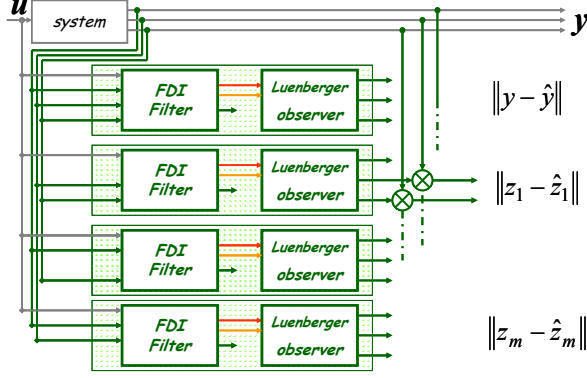 u
system
y
FDI Filter
Luenberger observer
‖y − ŷ‖
FDI Filter
Luenberger observer
‖z₁ − ẑ₁‖
FDI Filter
Luenberger observer
FDI Filter
Luenberger observer
‖zₘ − ẑₘ‖